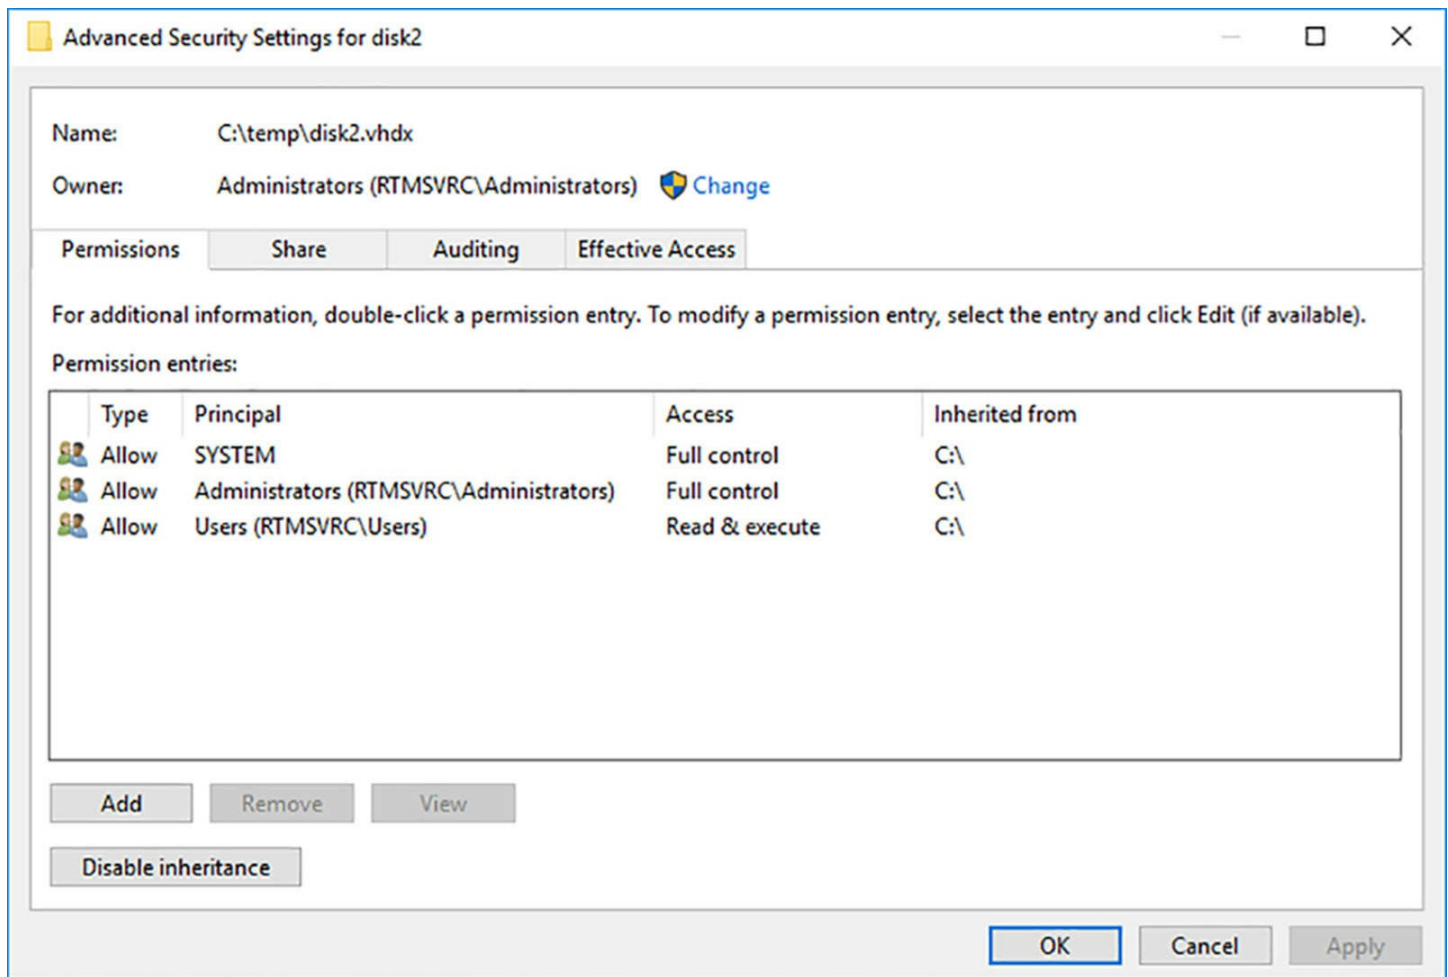 Advanced Security Settings for disk2
Name: C:\temp\disk2.vhdx
Owner: Administrators (RTMSVRC\Administrators) Change
Permissions Share Auditing Effective Access
For additional information, double-click a permission entry. To modify a permission entry, select the entry and click Edit (if available).
Permission entries:
Type Principal Access Inherited from
Allow SYSTEM Full control C:\
Allow Administrators (RTMSVRC\Administrators) Full control C:\
Allow Users (RTMSVRC\Users) Read & execute C:\
Add Remove View
Disable inheritance
OK Cancel Apply